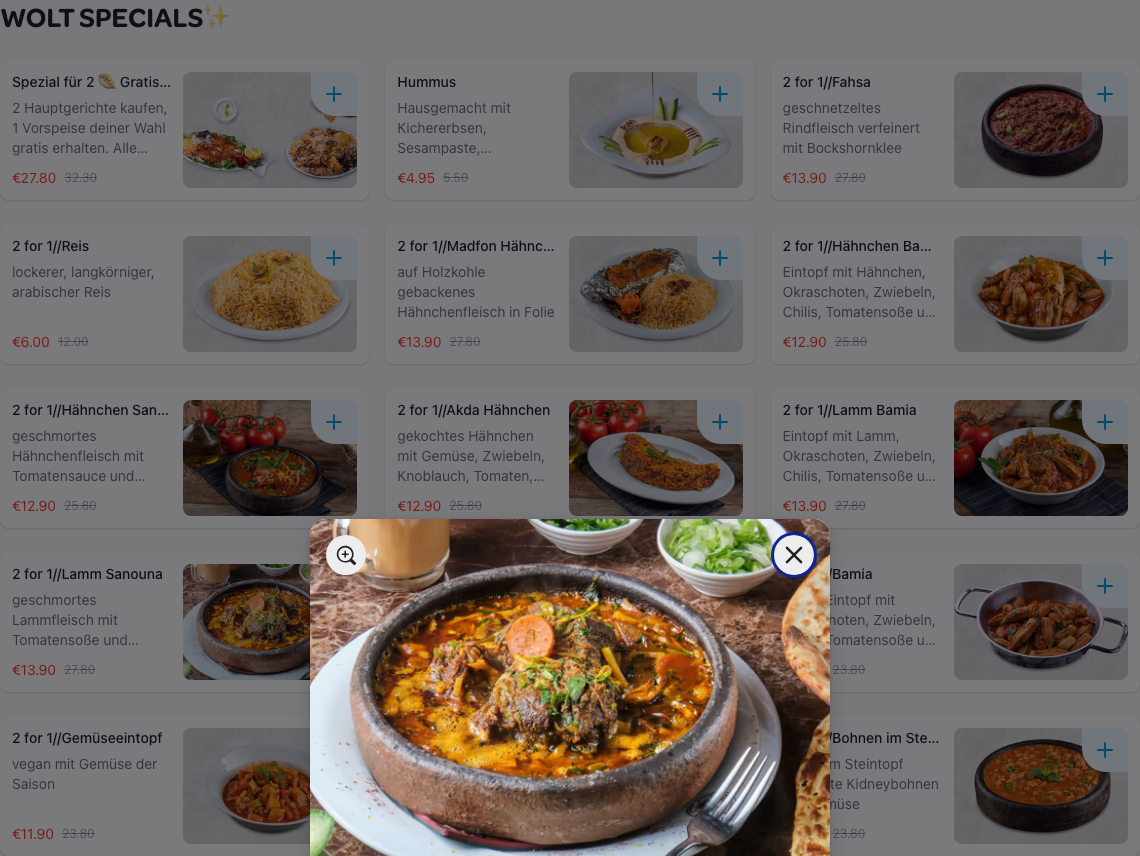 WOLT SPECIALS✨
Spezial für 2 🫓 Gratis...
2 Hauptgerichte kaufen,
1 Vorspeise deiner Wahl
gratis erhalten. Alle...
€27.80 32.30
Hummus
Hausgemacht mit
Kichererbsen,
Sesampaste,...
€4.95 5.50
2 for 1//Fahsa
geschnetzeltes
Rindfleisch verfeinert
mit Bockshornklee
€13.90 27.80
2 for 1//Reis
lockerer, langkörniger,
arabischer Reis
€6.00 12.00
2 for 1//Madfon Hähnc...
auf Holzkohle
gebackenes
Hähnchenfleisch in Folie
€13.90 27.80
2 for 1//Hähnchen Ba...
Eintopf mit Hähnchen,
Okraschoten, Zwiebeln,
Chilis, Tomatensoße u...
€12.90 25.80
2 for 1//Hähnchen San...
geschmortes
Hähnchenfleisch mit
Tomatensauce und...
€12.90 25.80
2 for 1//Akda Hähnchen
gekochtes Hähnchen
mit Gemüse, Zwiebeln,
Knoblauch, Tomaten,...
€12.90 25.80
2 for 1//Lamm Bamia
Eintopf mit Lamm,
Okraschoten, Zwiebeln,
Chilis, Tomatensoße u...
€13.90 27.80
2 for 1//Lamm Sanouna
geschmortes
Lammfleisch mit
Tomatensoße und...
€13.90 27.80
/Bamia
Eintopf mit
hoten, Zwiebeln,
Tomatensoße u...
23.80
2 for 1//Gemüseeintopf
vegan mit Gemüse der
Saison
€11.90 23.80
/Bohnen im Ste...
m Steintopf
te Kidneybohnen
müse
23.80